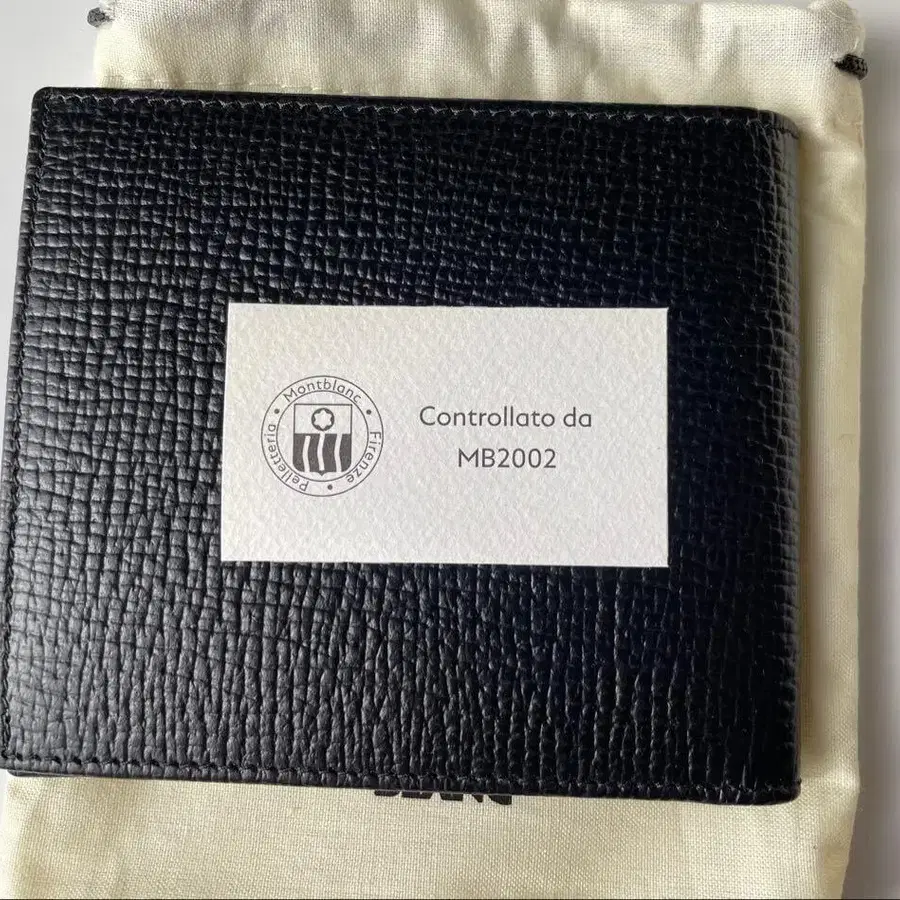 Montblanc
Firenze
Pelletteria
Controllato da
MB2002